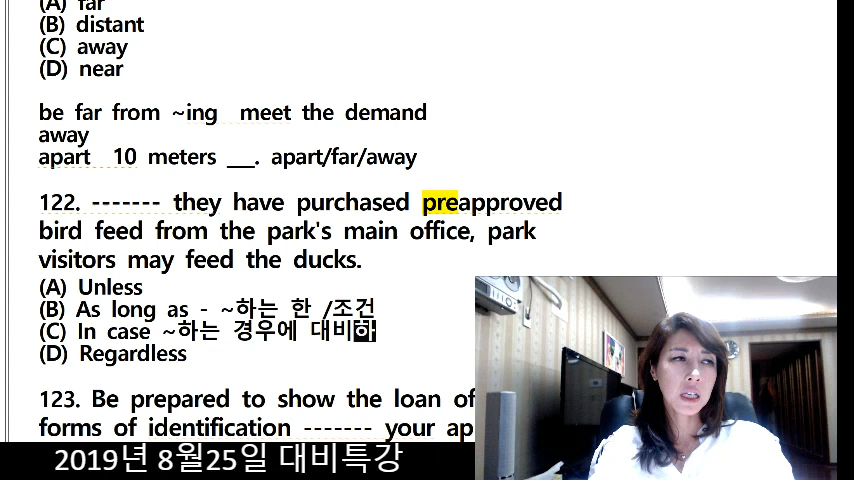 (A) far
(B) distant
(C) away
(D) near
be far from ~ing meet the demand
away
apart 10 meters ___. apart/far/away
122. ------- they have purchased preapproved
bird feed from the park's main office, park
visitors may feed the ducks.
(A) Unless
(B) As long as - ~하는 한 /조건
(C) In case ~하는 경우에 대비하
(D) Regardless
123. Be prepared to show the loan of
forms of identification ------- your ap
2019년 8월25일 대비특강